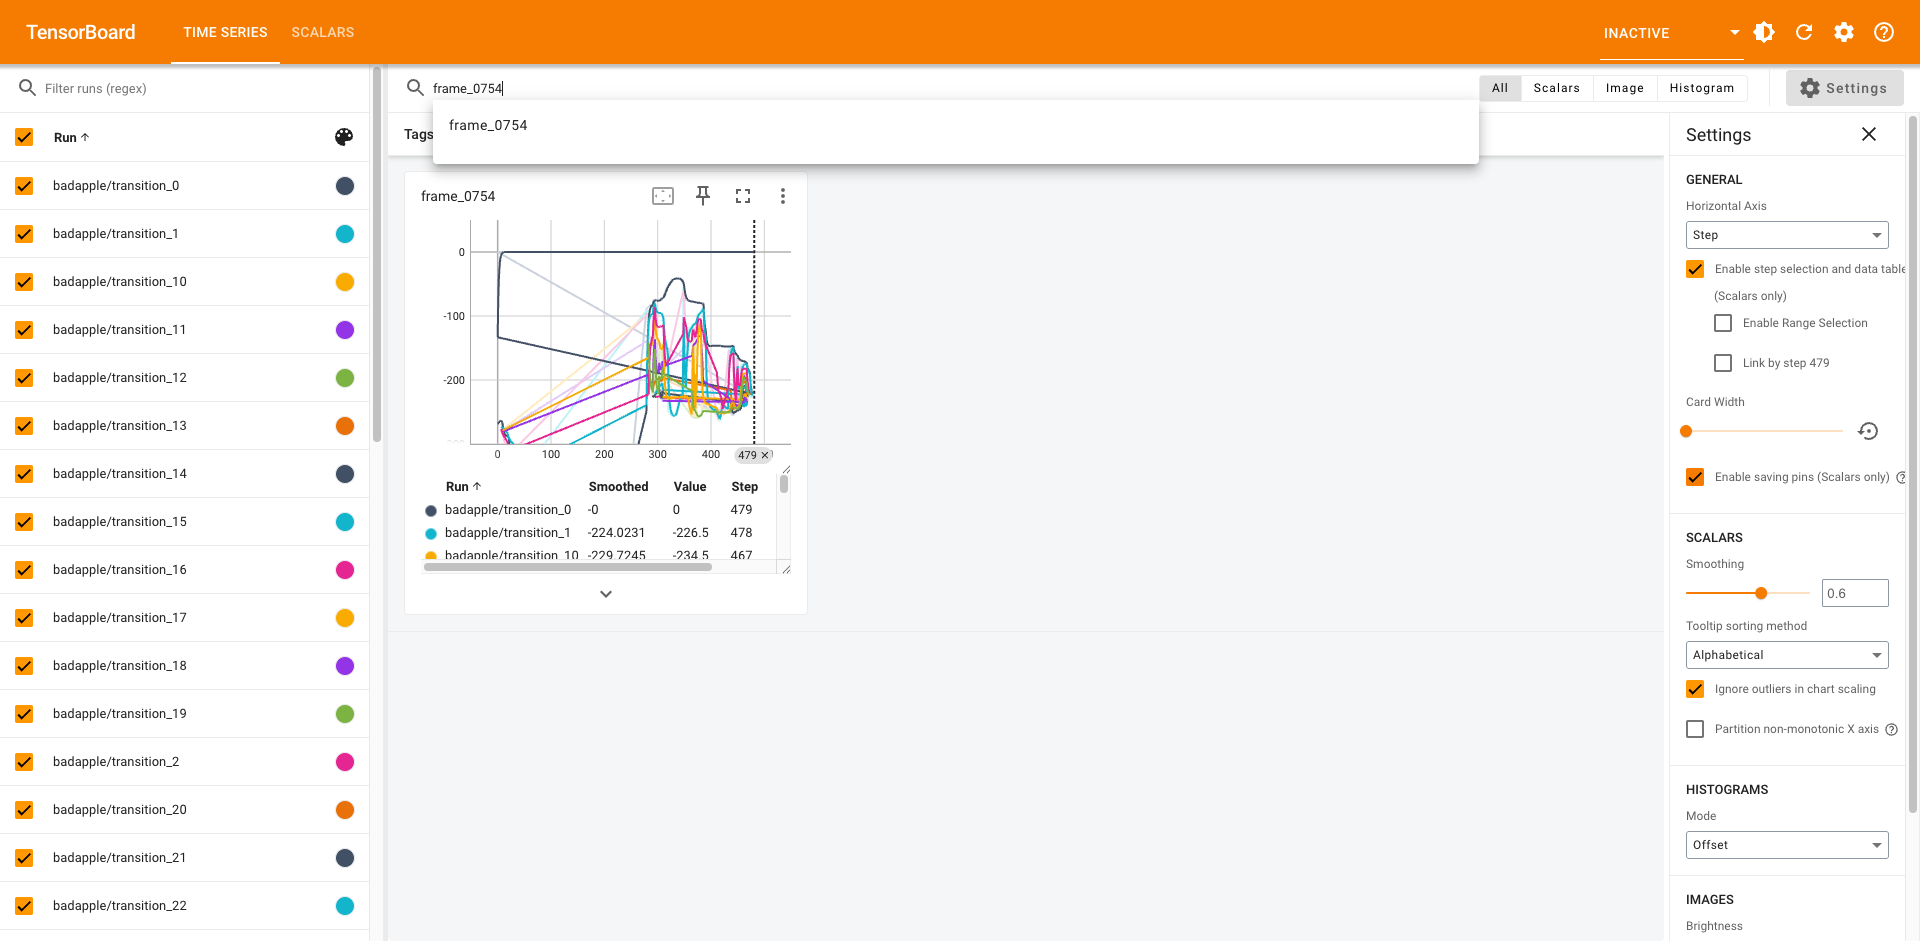 TensorBoard
TIME SERIES
SCALARS
INACTIVE
Filter runs (regex)
frame_0754
All
Scalars
Image
Histogram
Settings
frame_0754
Tags
Run
badapple/transition_0
badapple/transition_1
badapple/transition_10
badapple/transition_11
badapple/transition_12
badapple/transition_13
badapple/transition_14
badapple/transition_15
badapple/transition_16
badapple/transition_17
badapple/transition_18
badapple/transition_19
badapple/transition_2
badapple/transition_20
badapple/transition_21
badapple/transition_22
frame_0754
0
-100
-200
0 100 200 300 400 479
Run Smoothed Value Step
badapple/transition_0 -0 0 479
badapple/transition_1 -224.0231 -226.5 478
badapple/transition_10 -229.7245 -234.5 467
Settings
GENERAL
Horizontal Axis
Step
Enable step selection and data table
(Scalars only)
Enable Range Selection
Link by step 479
Card Width
Enable saving pins (Scalars only)
SCALARS
Smoothing
0.6
Tooltip sorting method
Alphabetical
Ignore outliers in chart scaling
Partition non-monotonic X axis
HISTOGRAMS
Mode
Offset
IMAGES
Brightness